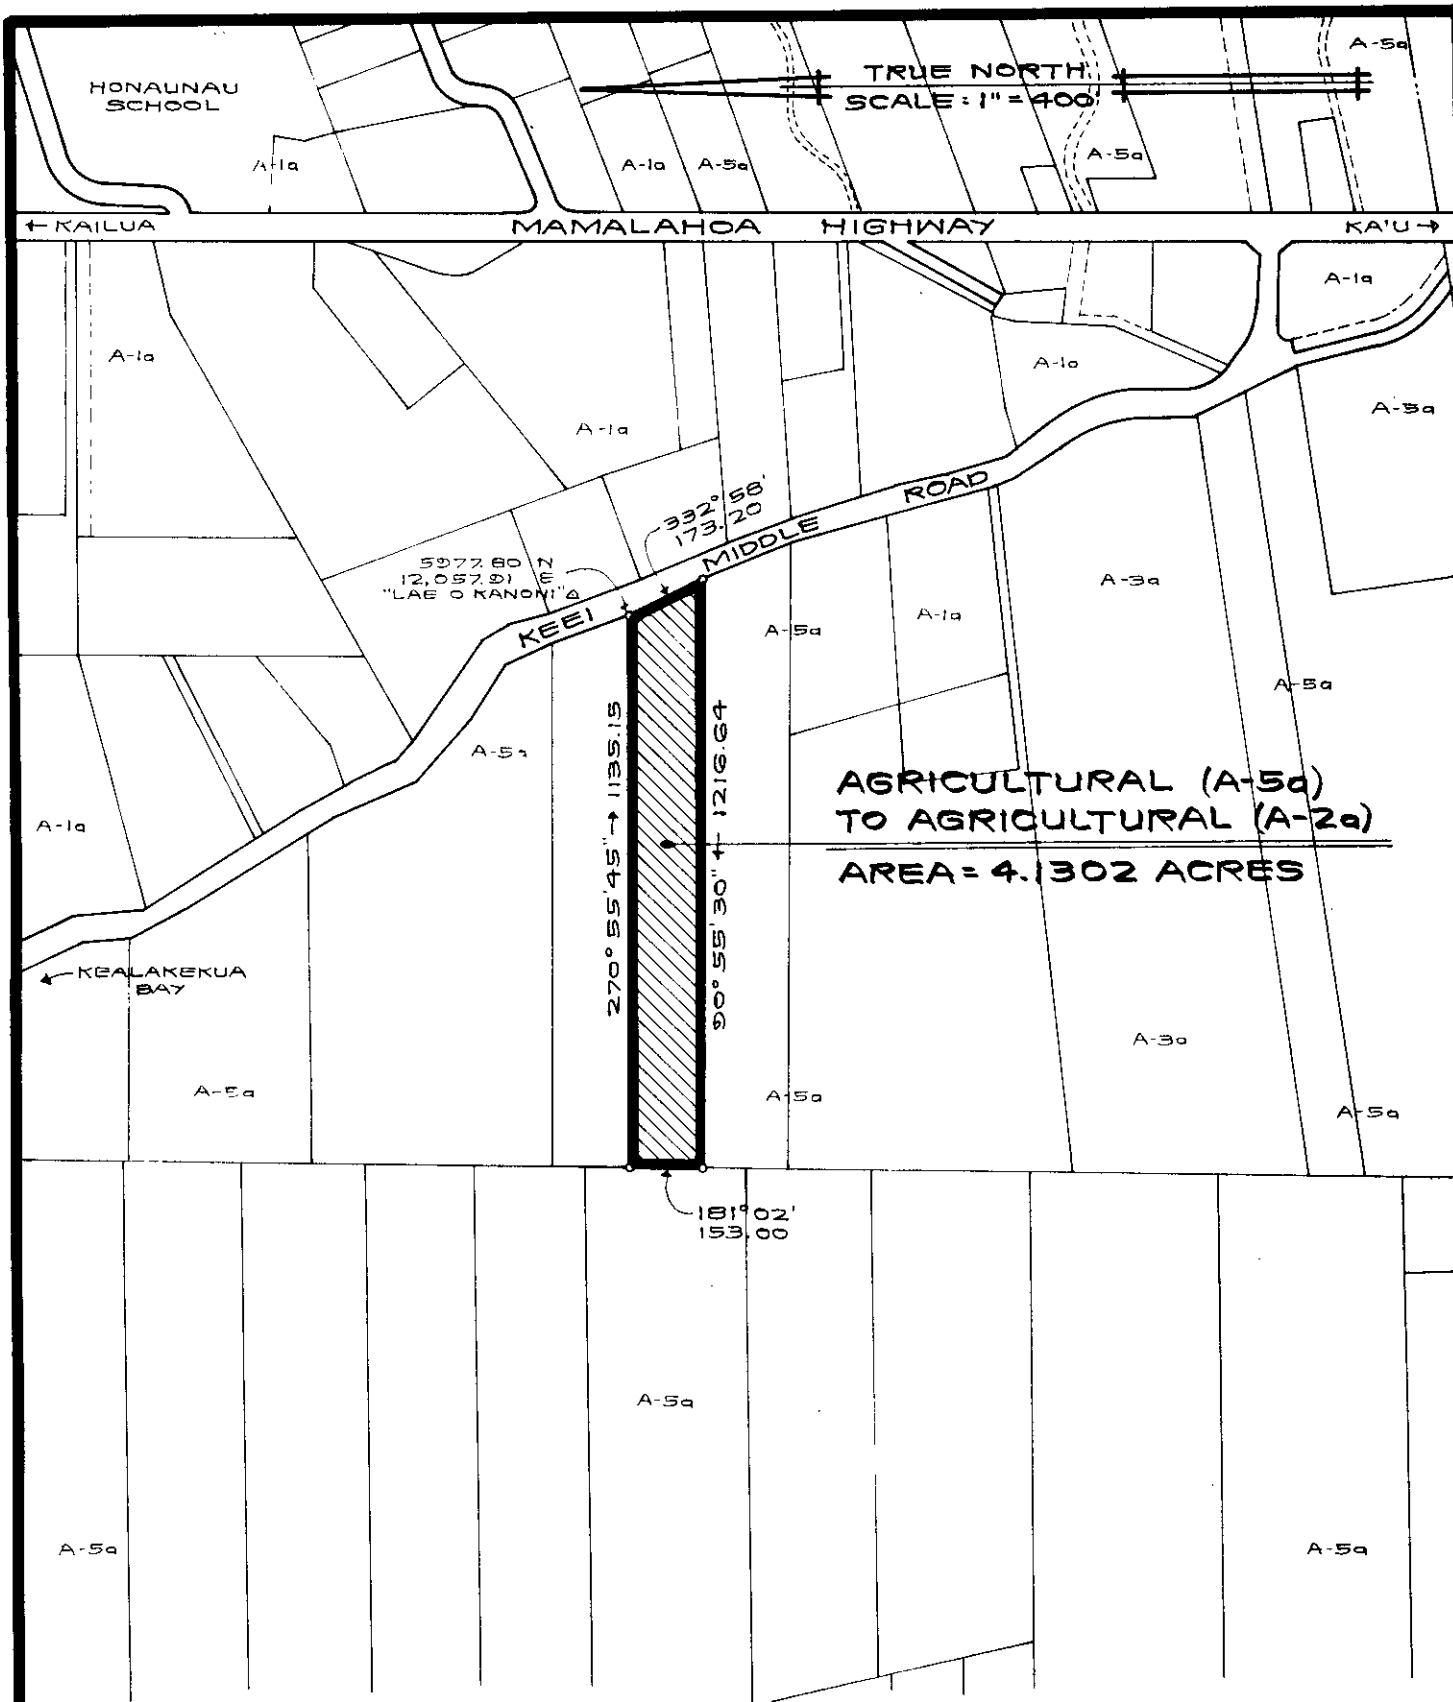 A-5a
HONAUNAU
SCHOOL
TRUE NORTH
SCALE : 1" = 400'
A-1a
A-1a
A-5a
A-5a
← KAILUA
MAMALAHOA HIGHWAY
KA'U →
A-1a
A-1a
A-1a
A-5a
A-1a
332° 58'
173.20
KEEI MIDDLE ROAD
5977.80 N
12,057.91 E
"LAE O KANONI" △
A-3a
A-1a
A-5a
A-5a
A-5a
270° 55' 45" → 1135.15
90° 55' 30" ← 1216.64
AGRICULTURAL (A-5a)
TO AGRICULTURAL (A-2a)
AREA = 4.1302 ACRES
A-1a
KEALAKEKUA
BAY
A-3a
A-5a
A-5a
A-5a
181° 02'
153.00
A-5a
A-5a
A-5a